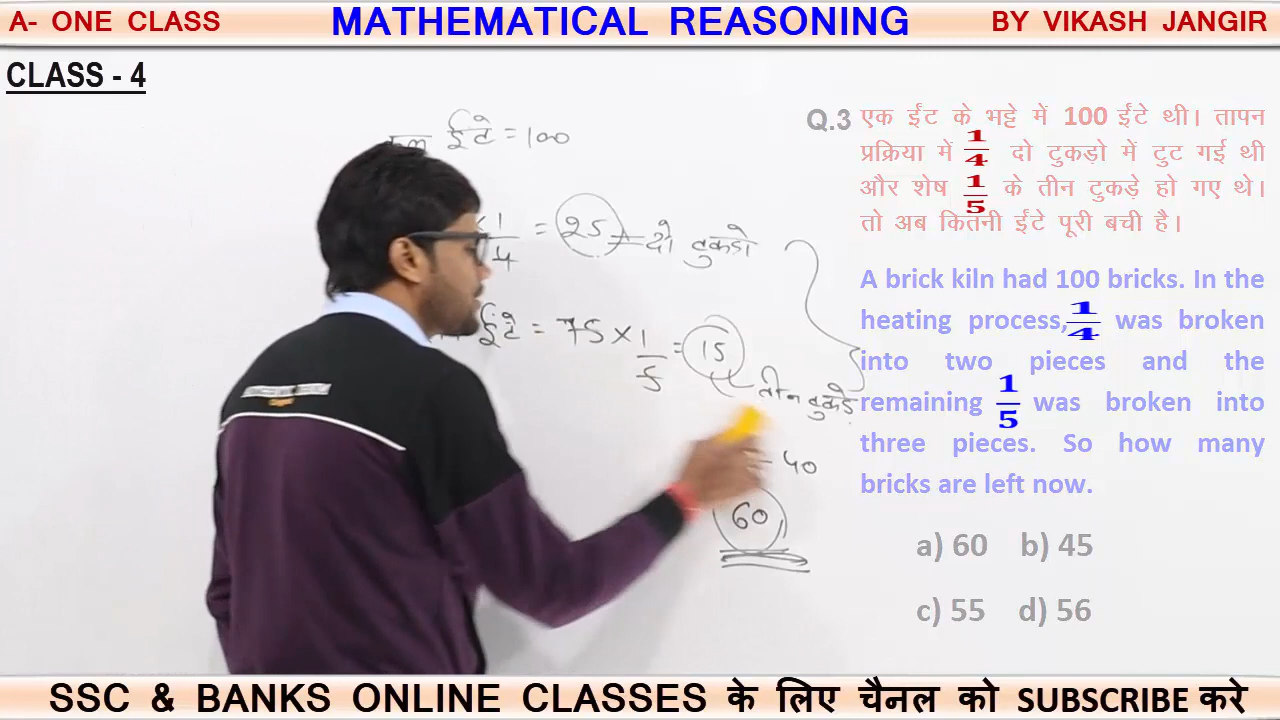 A- ONE CLASS MATHEMATICAL REASONING BY VIKASH JANGIR
CLASS - 4
ईंटे = 100
1/4 = 25 दो टुकडो
ईंटे = 75 × 1/5 = 15
तीन टुकडे
- 40
60
Q.3 एक ईंट के भट्टे में 100 ईंटे थी। तापन
प्रक्रिया में 1/4 दो टुकड़ो में टुट गई थी
और शेष 1/5 के तीन टुकड़े हो गए थे।
तो अब कितनी ईंटे पूरी बची है।
A brick kiln had 100 bricks. In the
heating process, 1/4 was broken
into two pieces and the
remaining 1/5 was broken into
three pieces. So how many
bricks are left now.
a) 60 b) 45
c) 55 d) 56
SSC & BANKS ONLINE CLASSES के लिए चैनल को SUBSCRIBE करे